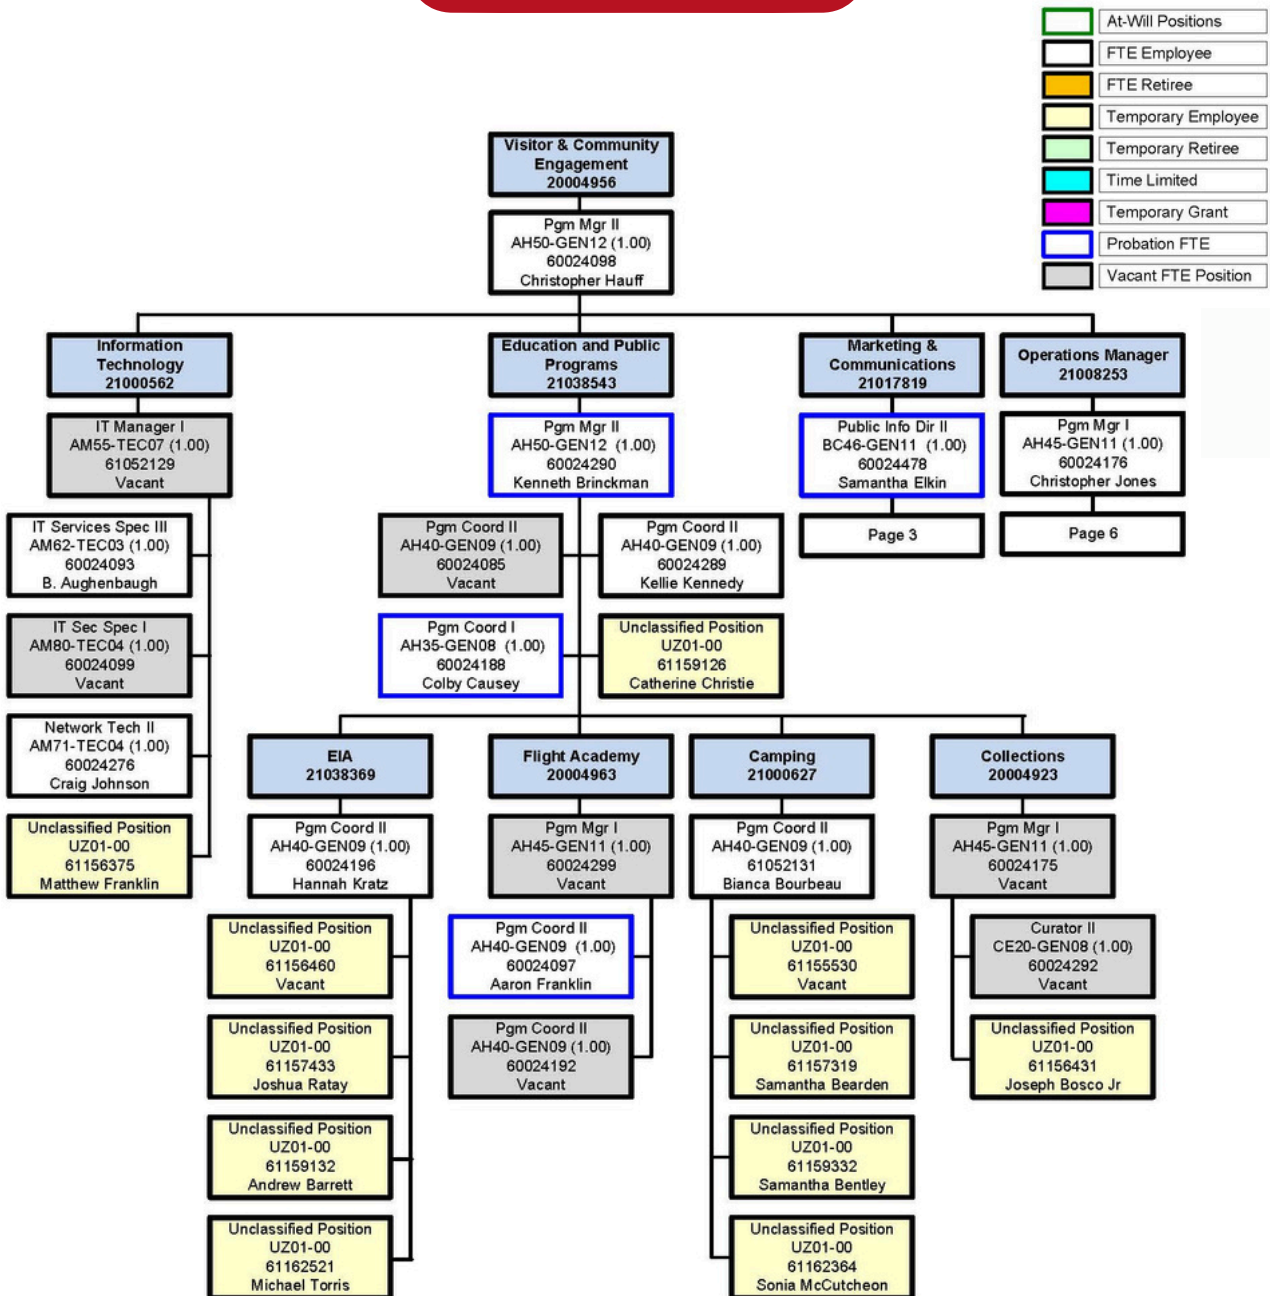 At-Will Positions
FTE Employee
FTE Retiree
Temporary Employee
Temporary Retiree
Time Limited
Temporary Grant
Probation FTE
Vacant FTE Position
Visitor & Community
Engagement
20004956
Pgm Mgr II
AH50-GEN12 (1.00)
60024098
Christopher Hauff
Information
Technology
21000562
IT Manager I
AM55-TEC07 (1.00)
61052129
Vacant
IT Services Spec III
AM62-TEC03 (1.00)
60024093
B. Aughenbaugh
IT Sec Spec I
AM80-TEC04 (1.00)
60024099
Vacant
Network Tech II
AM71-TEC04 (1.00)
60024276
Craig Johnson
Unclassified Position
UZ01-00
61156375
Matthew Franklin
Education and Public
Programs
21038543
Pgm Mgr II
AH50-GEN12 (1.00)
60024290
Kenneth Brinckman
Pgm Coord II
AH40-GEN09 (1.00)
60024085
Vacant
Pgm Coord II
AH40-GEN09 (1.00)
60024289
Kellie Kennedy
Pgm Coord I
AH35-GEN08 (1.00)
60024188
Colby Causey
Unclassified Position
UZ01-00
61159126
Catherine Christie
Marketing &
Communications
21017819
Public Info Dir II
BC46-GEN11 (1.00)
60024478
Samantha Elkin
Page 3
Operations Manager
21008253
Pgm Mgr I
AH45-GEN11 (1.00)
60024176
Christopher Jones
Page 6
EIA
21038369
Pgm Coord II
AH40-GEN09 (1.00)
60024196
Hannah Kratz
Unclassified Position
UZ01-00
61156460
Vacant
Unclassified Position
UZ01-00
61157433
Joshua Ratay
Unclassified Position
UZ01-00
61159132
Andrew Barrett
Unclassified Position
UZ01-00
61162521
Michael Torris
Flight Academy
20004963
Pgm Mgr I
AH45-GEN11 (1.00)
60024299
Vacant
Pgm Coord II
AH40-GEN09 (1.00)
60024097
Aaron Franklin
Pgm Coord II
AH40-GEN09 (1.00)
60024192
Vacant
Camping
21000627
Pgm Coord II
AH40-GEN09 (1.00)
61052131
Bianca Bourbeau
Unclassified Position
UZ01-00
61155530
Vacant
Unclassified Position
UZ01-00
61157319
Samantha Bearden
Unclassified Position
UZ01-00
61159332
Samantha Bentley
Unclassified Position
UZ01-00
61162364
Sonia McCutcheon
Collections
20004923
Pgm Mgr I
AH45-GEN11 (1.00)
60024175
Vacant
Curator II
CE20-GEN08 (1.00)
60024292
Vacant
Unclassified Position
UZ01-00
61156431
Joseph Bosco Jr